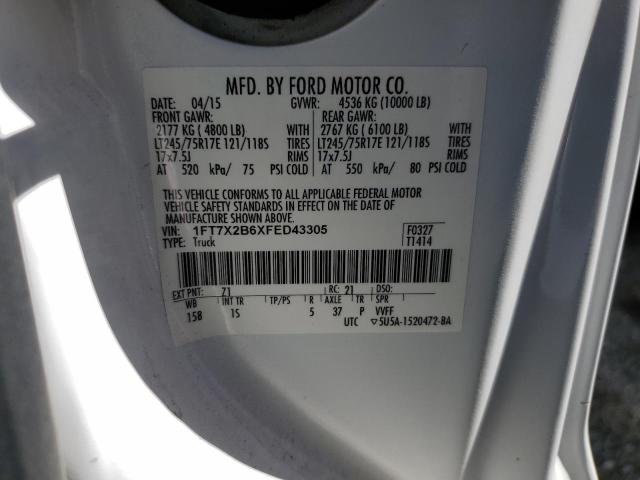 MFD. BY FORD MOTOR CO.
DATE: 04/15 GVWR: 4536 KG (10000 LB)
FRONT GAWR: REAR GAWR:
2177 KG ( 4800 LB) WITH 2767 KG ( 6100 LB) WITH
LT245/75R17E 121/118S TIRES LT245/75R17E 121/118S TIRES
17x7.5J RIMS 17x7.5J RIMS
AT 520 kPa/ 75 PSI COLD AT 550 kPa/ 80 PSI COLD
THIS VEHICLE CONFORMS TO ALL APPLICABLE FEDERAL MOTOR
VEHICLE SAFETY STANDARDS IN EFFECT ON THE DATE OF
MANUFACTURE SHOWN ABOVE.
VIN: 1FT7X2B6XFED43305 F0327
TYPE: Truck T1414
EXT PNT: Z1 RC: 21 DSO:
WB INT TR TP/PS R AXLE TR SPR
158 IS 5 37 P VVFF
UTC 5U5A-1520472-BA